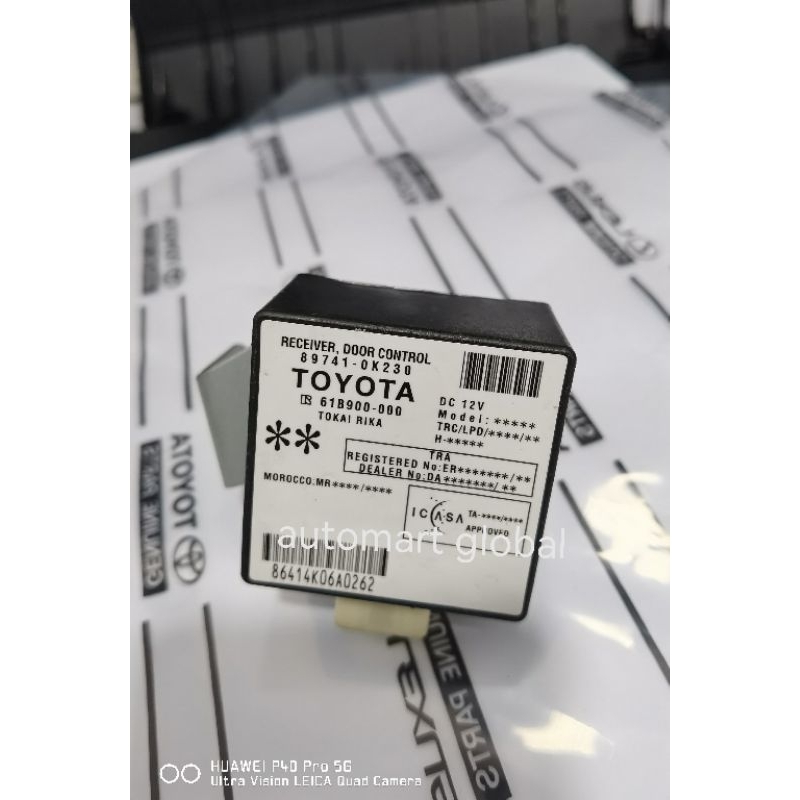 RECEIVER, DOOR CONTROL
89741-0K230
TOYOTA
61B900-000
TOKAI RIKA
**
DC 12V
Model: *****
TRC/LPD/****/**
H-*****
TRA
REGISTERED No:ER*******/**
DEALER No:DA*******/**
MOROCCO.MR****/****
ICASA
TA-****/****
APPROVED
automart global
86414K06A0262
GENUINE PARTS
TOYOTA
LEXUS
GENUINE PARTS
HUAWEI P40 Pro 5G
Ultra Vision LEICA Quad Camera